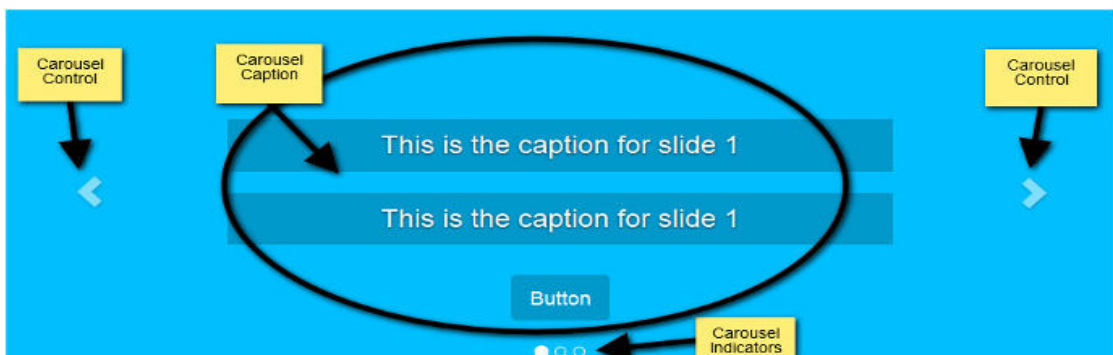 Carousel
Control
Carousel
Caption
Carousel
Control
This is the caption for slide 1
This is the caption for slide 1
Button
Carousel
Indicators